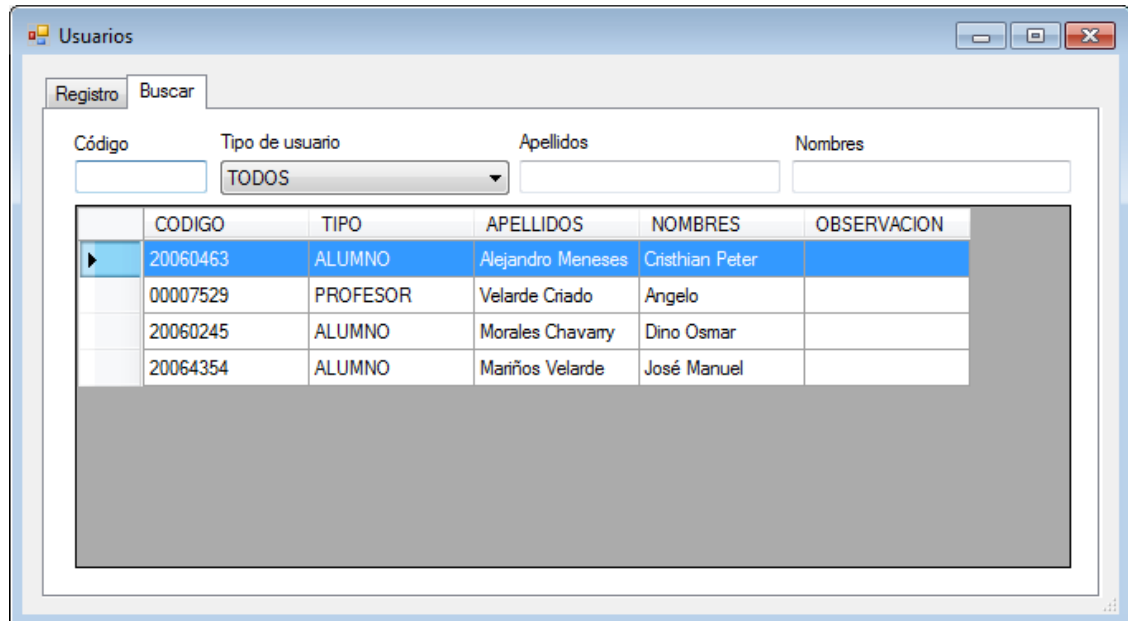 Usuarios
Registro Buscar
Código Tipo de usuario Apellidos Nombres
TODOS
CODIGO TIPO APELLIDOS NOMBRES OBSERVACION
20060463 ALUMNO Alejandro Meneses Cristhian Peter
00007529 PROFESOR Velarde Criado Angelo
20060245 ALUMNO Morales Chavarry Dino Osmar
20064354 ALUMNO Mariños Velarde José Manuel